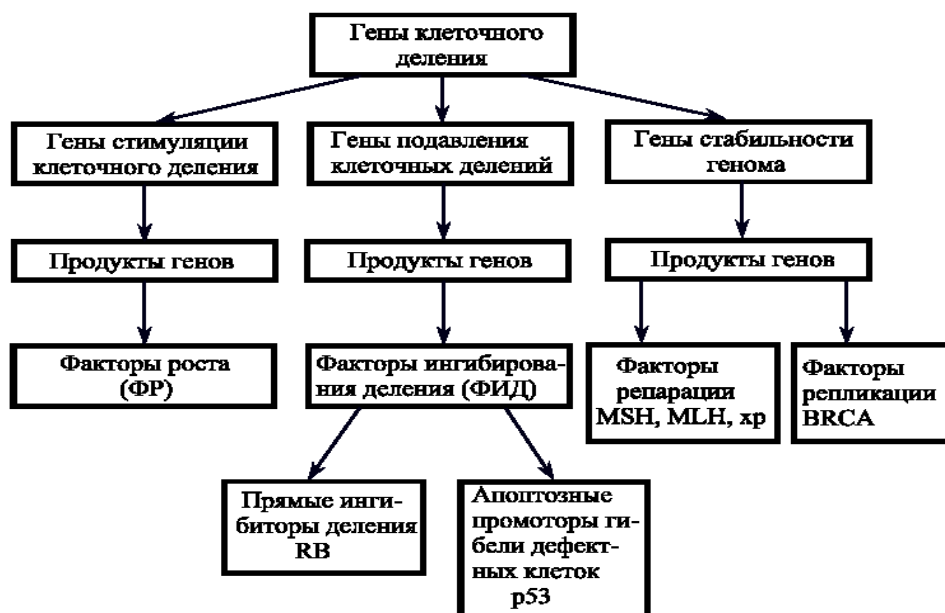 Гены клеточного
деления
Гены стимуляции
клеточного деления
Гены подавления
клеточных делений
Гены стабильности
генома
Продукты генов
Продукты генов
Продукты генов
Факторы роста
(ФР)
Факторы ингибирова-
ния деления (ФИД)
Факторы
репарации
MSH, MLH, xp
Факторы
репликации
BRCA
Прямые инги-
биторы деления
RB
Апоптозные
промоторы ги-
бели дефект-
ных клеток
p53